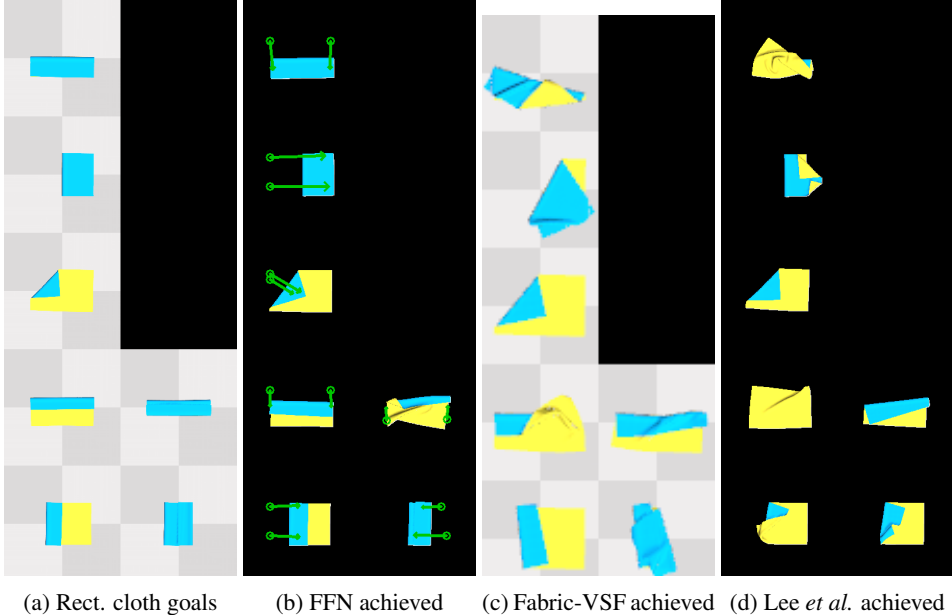 (a) Rect. cloth goals
(b) FFN achieved
(c) Fabric-VSF achieved
(d) Lee et al. achieved